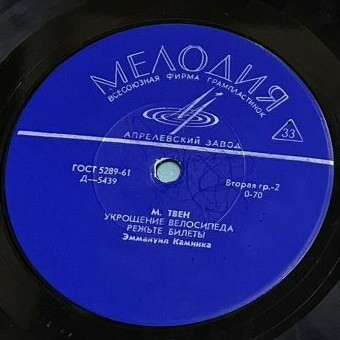 МЕЛОДИЯ
ВСЕСОЮЗНАЯ ФИРМА ГРАМПЛАСТИНОК
33
АПРЕЛЕВСКИЙ ЗАВОД
ГОСТ 5289-61
Д—5439
Вторая гр.-2
0-70
М. ТВЕН
УКРОЩЕНИЕ ВЕЛОСИПЕДА
РЕЖЬТЕ БИЛЕТЫ
Эммануил Каминка